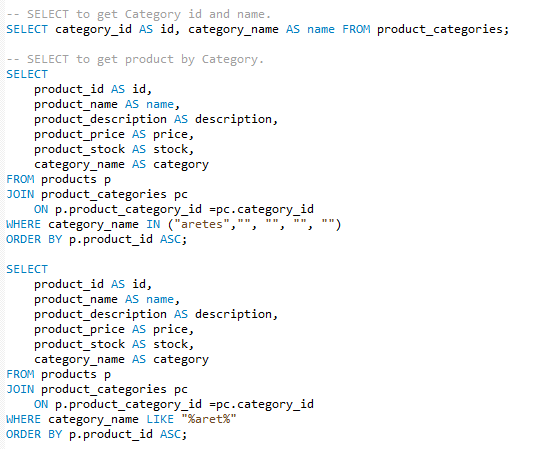 -- SELECT to get Category id and name.
SELECT category_id AS id, category_name AS name FROM product_categories;

-- SELECT to get product by Category.
SELECT
    product_id AS id,
    product_name AS name,
    product_description AS description,
    product_price AS price,
    product_stock AS stock,
    category_name AS category
FROM products p
JOIN product_categories pc
    ON p.product_category_id =pc.category_id
WHERE category_name IN ("aretes","", "", "", "")
ORDER BY p.product_id ASC;

SELECT
    product_id AS id,
    product_name AS name,
    product_description AS description,
    product_price AS price,
    product_stock AS stock,
    category_name AS category
FROM products p
JOIN product_categories pc
    ON p.product_category_id =pc.category_id
WHERE category_name LIKE "%aret%"
ORDER BY p.product_id ASC;